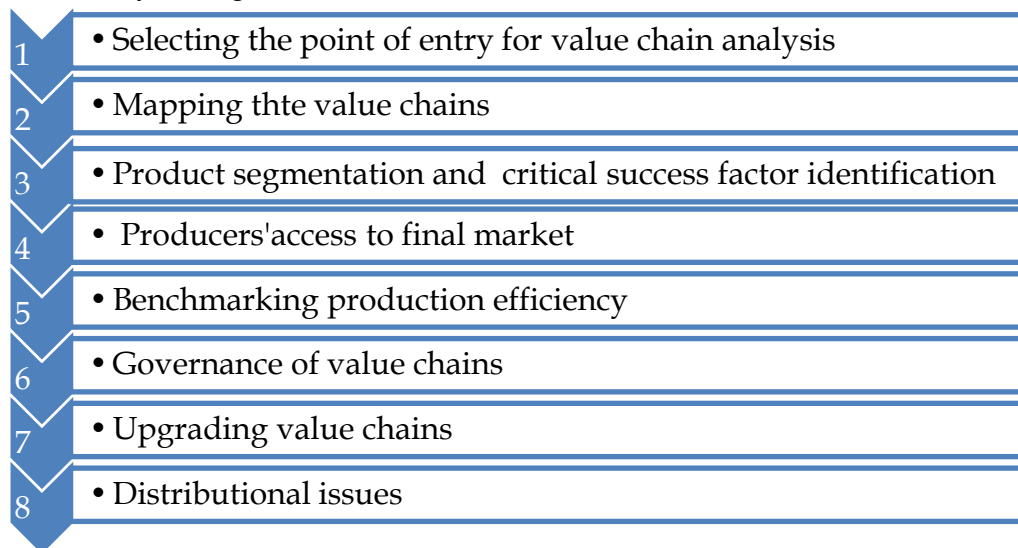 1 • Selecting the point of entry for value chain analysis
2 • Mapping thte value chains
3 • Product segmentation and critical success factor identification
4 • Producers'access to final market
5 • Benchmarking production efficiency
6 • Governance of value chains
7 • Upgrading value chains
8 • Distributional issues